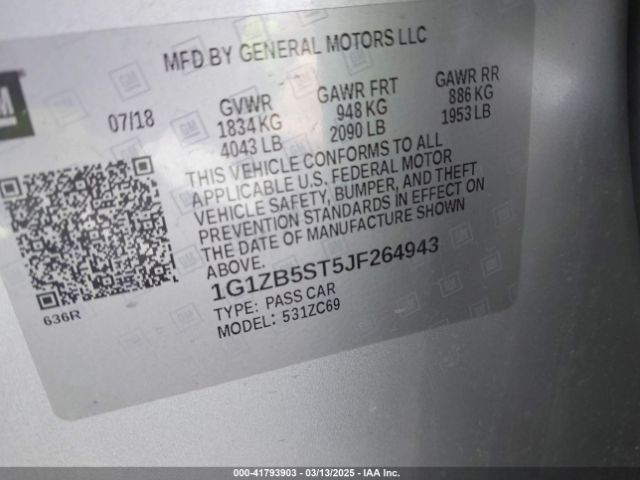 GM
MFD BY GENERAL MOTORS LLC
07/18
GVWR
1834 KG
4043 LB
GAWR FRT
948 KG
2090 LB
GAWR RR
886 KG
1953 LB
THIS VEHICLE CONFORMS TO ALL
APPLICABLE U.S. FEDERAL MOTOR
VEHICLE SAFETY, BUMPER, AND THEFT
PREVENTION STANDARDS IN EFFECT ON
THE DATE OF MANUFACTURE SHOWN
ABOVE.
1G1ZB5ST5JF264943
TYPE: PASS CAR
MODEL: 531ZC69
636R
000-41793903 - 03/13/2025 - IAA Inc.